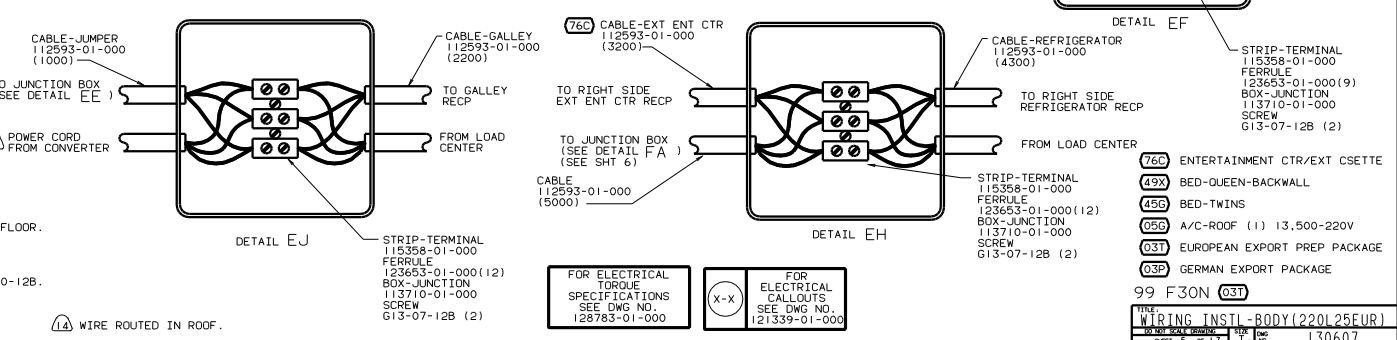 CABLE-JUMPER
112593-01-000
(1000)
O JUNCTION BOX
SEE DETAIL EE )
POWER CORD
FROM CONVERTER
CABLE-GALLEY
112593-01-000
(2200)
TO GALLEY
RECP
FROM LOAD
CENTER
DETAIL EJ
STRIP-TERMINAL
115358-01-000
FERRULE
123653-01-000(12)
BOX-JUNCTION
113710-01-000
SCREW
G13-07-12B (2)
FLOOR.
0-12B.
14 WIRE ROUTED IN ROOF.
76C CABLE-EXT ENT CTR
112593-01-000
(3200)
TO RIGHT SIDE
EXT ENT CTR RECP
TO JUNCTION BOX
(SEE DETAIL FA )
(SEE SHT 6)
CABLE
112593-01-000
(5000)
CABLE-REFRIGERATOR
112593-01-000
(4300)
TO RIGHT SIDE
REFRIGERATOR RECP
FROM LOAD CENTER
DETAIL EH
STRIP-TERMINAL
115358-01-000
FERRULE
123653-01-000(12)
BOX-JUNCTION
113710-01-000
SCREW
G13-07-12B (2)
DETAIL EF
STRIP-TERMINAL
115358-01-000
FERRULE
123653-01-000(9)
BOX-JUNCTION
113710-01-000
SCREW
G13-07-12B (2)
FOR ELECTRICAL
TORQUE
SPECIFICATIONS
SEE DWG NO.
128783-01-000
X-X
FOR
ELECTRICAL
CALLOUTS
SEE DWG NO.
121339-01-000
76C ENTERTAINMENT CTR/EXT CSETTE
49X BED-QUEEN-BACKWALL
45G BED-TWINS
05G A/C-ROOF (1) 13,500-220V
03T EUROPEAN EXPORT PREP PACKAGE
03P GERMAN EXPORT PACKAGE
99 F30N 03T
TITLE:
WIRING INSTL-BODY(220L25EUR)
DO NOT SCALE DRAWING
SIZE
DWG
130607